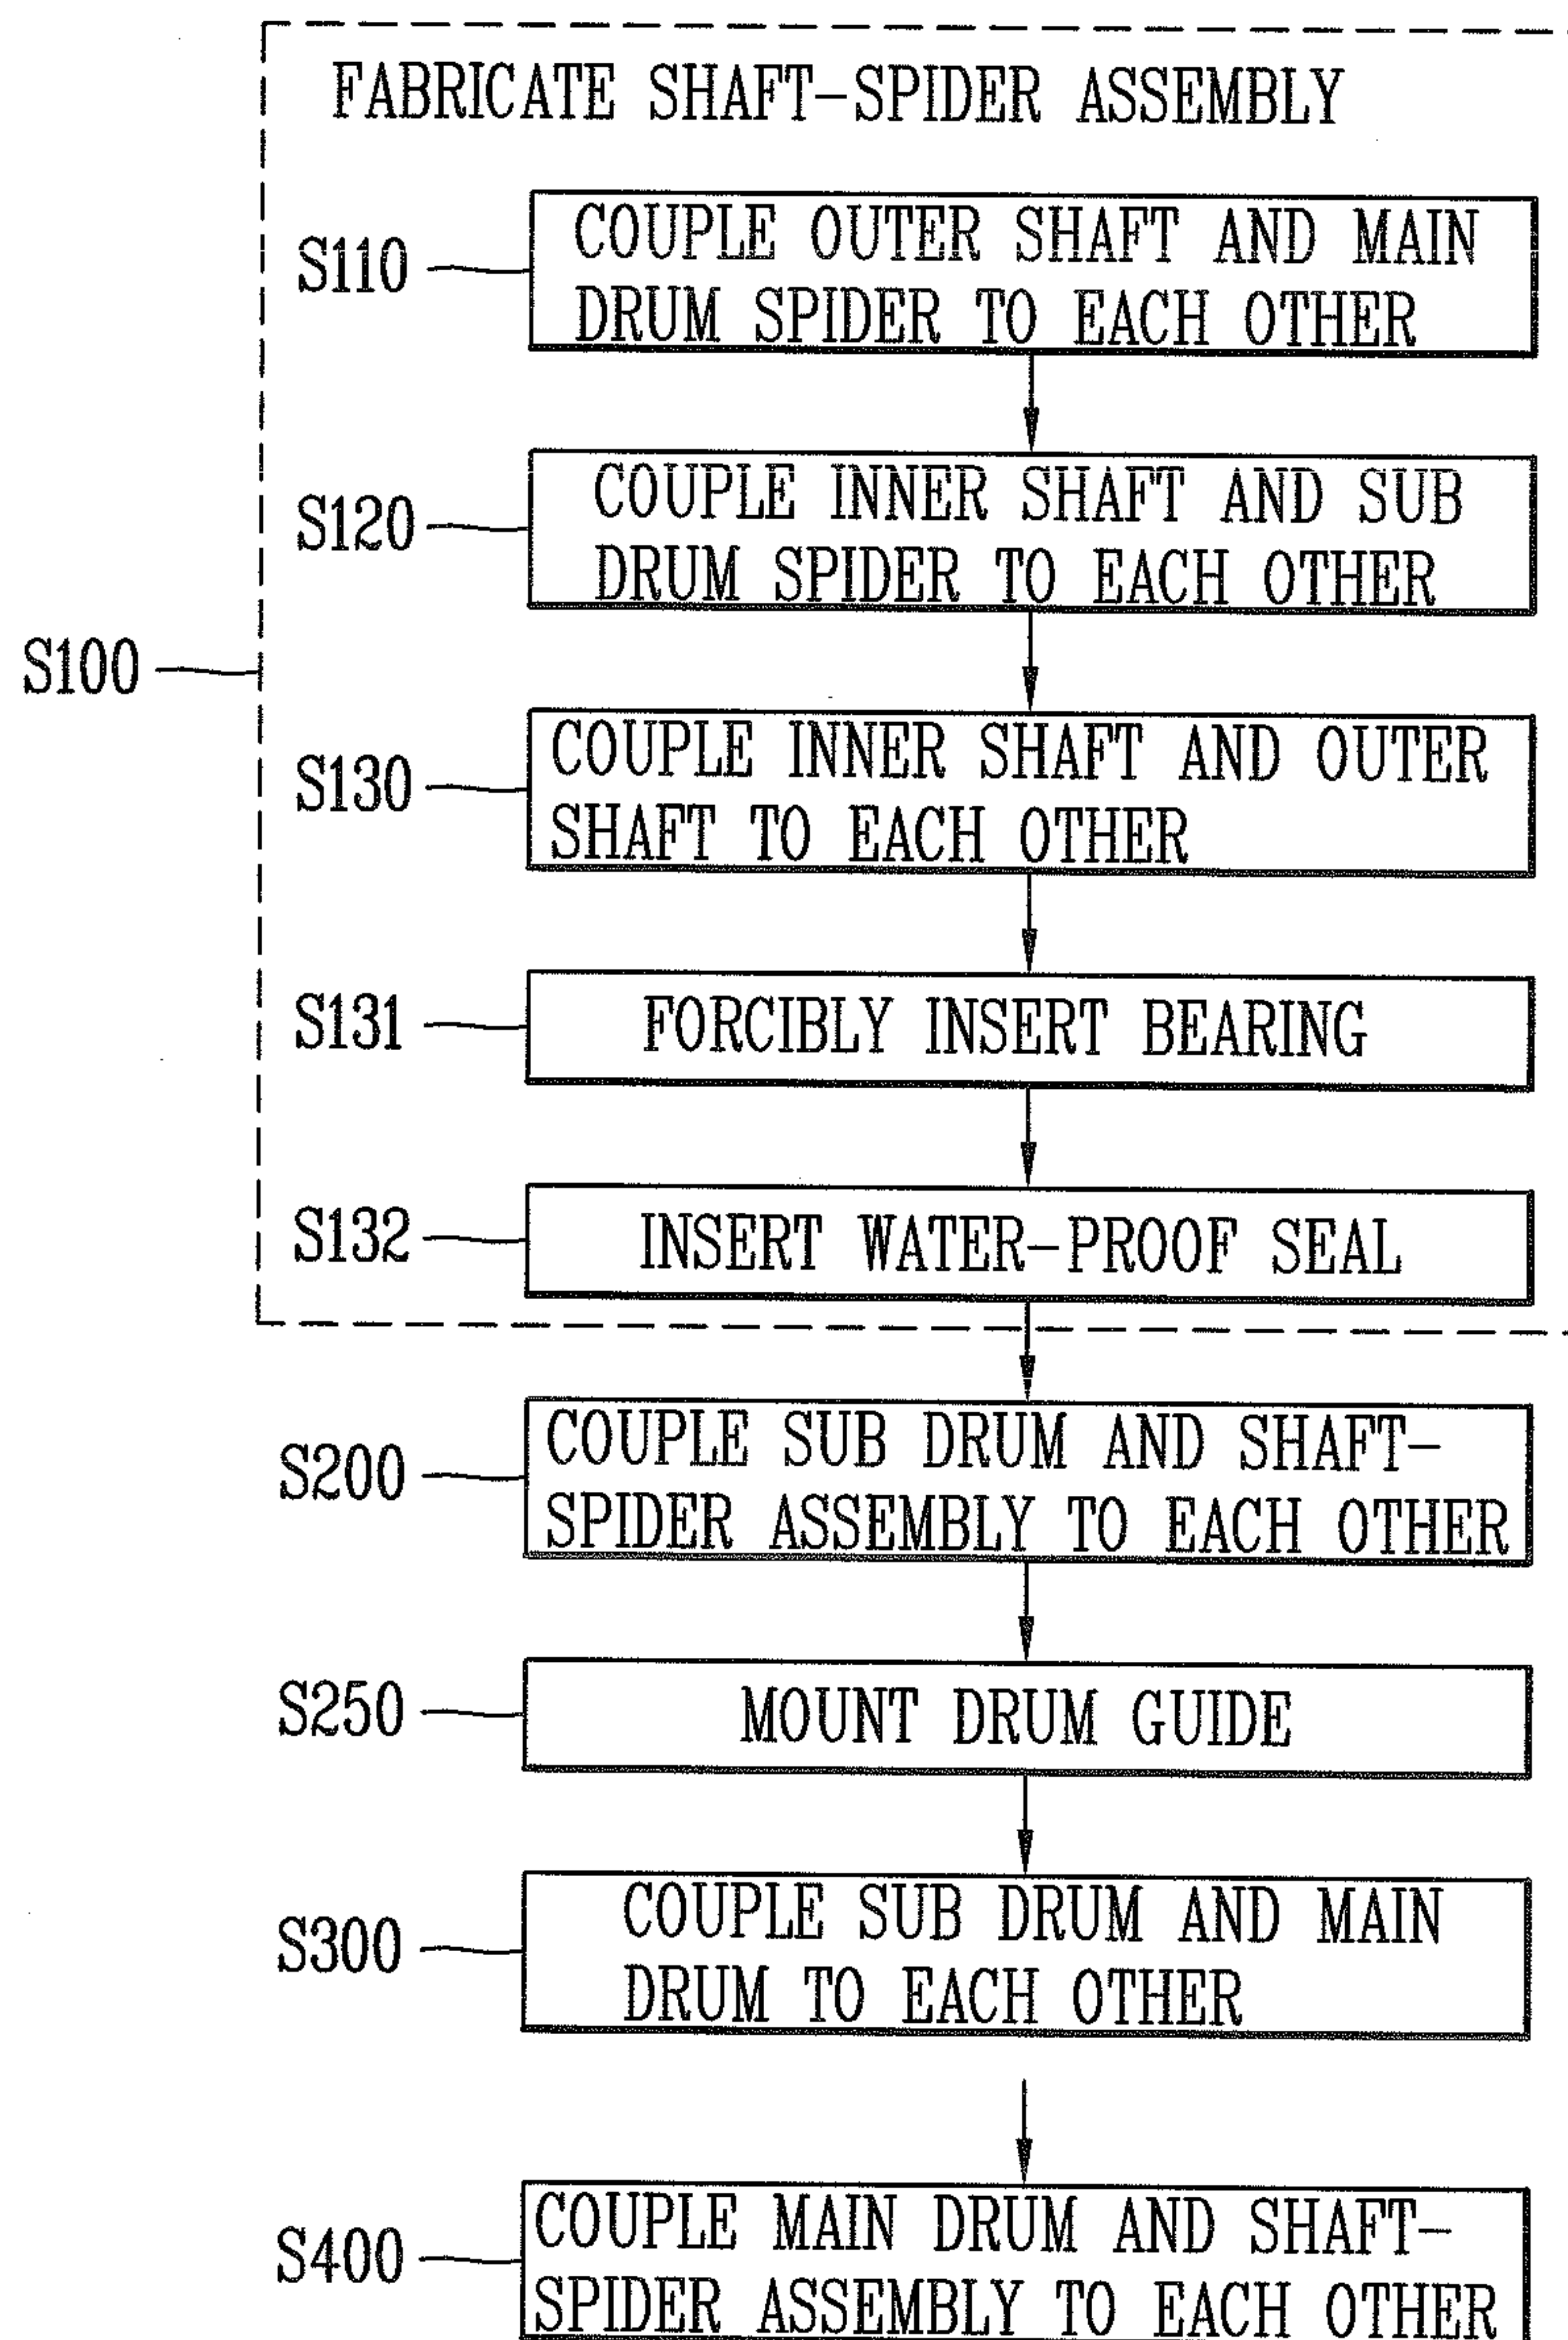 FABRICATE SHAFT-SPIDER ASSEMBLY
S110
COUPLE OUTER SHAFT AND MAIN
DRUM SPIDER TO EACH OTHER
S120
COUPLE INNER SHAFT AND SUB
DRUM SPIDER TO EACH OTHER
S100
S130
COUPLE INNER SHAFT AND OUTER
SHAFT TO EACH OTHER
S131
FORCIBLY INSERT BEARING
S132
INSERT WATER-PROOF SEAL
S200
COUPLE SUB DRUM AND SHAFT-
SPIDER ASSEMBLY TO EACH OTHER
S250
MOUNT DRUM GUIDE
S300
COUPLE SUB DRUM AND MAIN
DRUM TO EACH OTHER
S400
COUPLE MAIN DRUM AND SHAFT-
SPIDER ASSEMBLY TO EACH OTHER